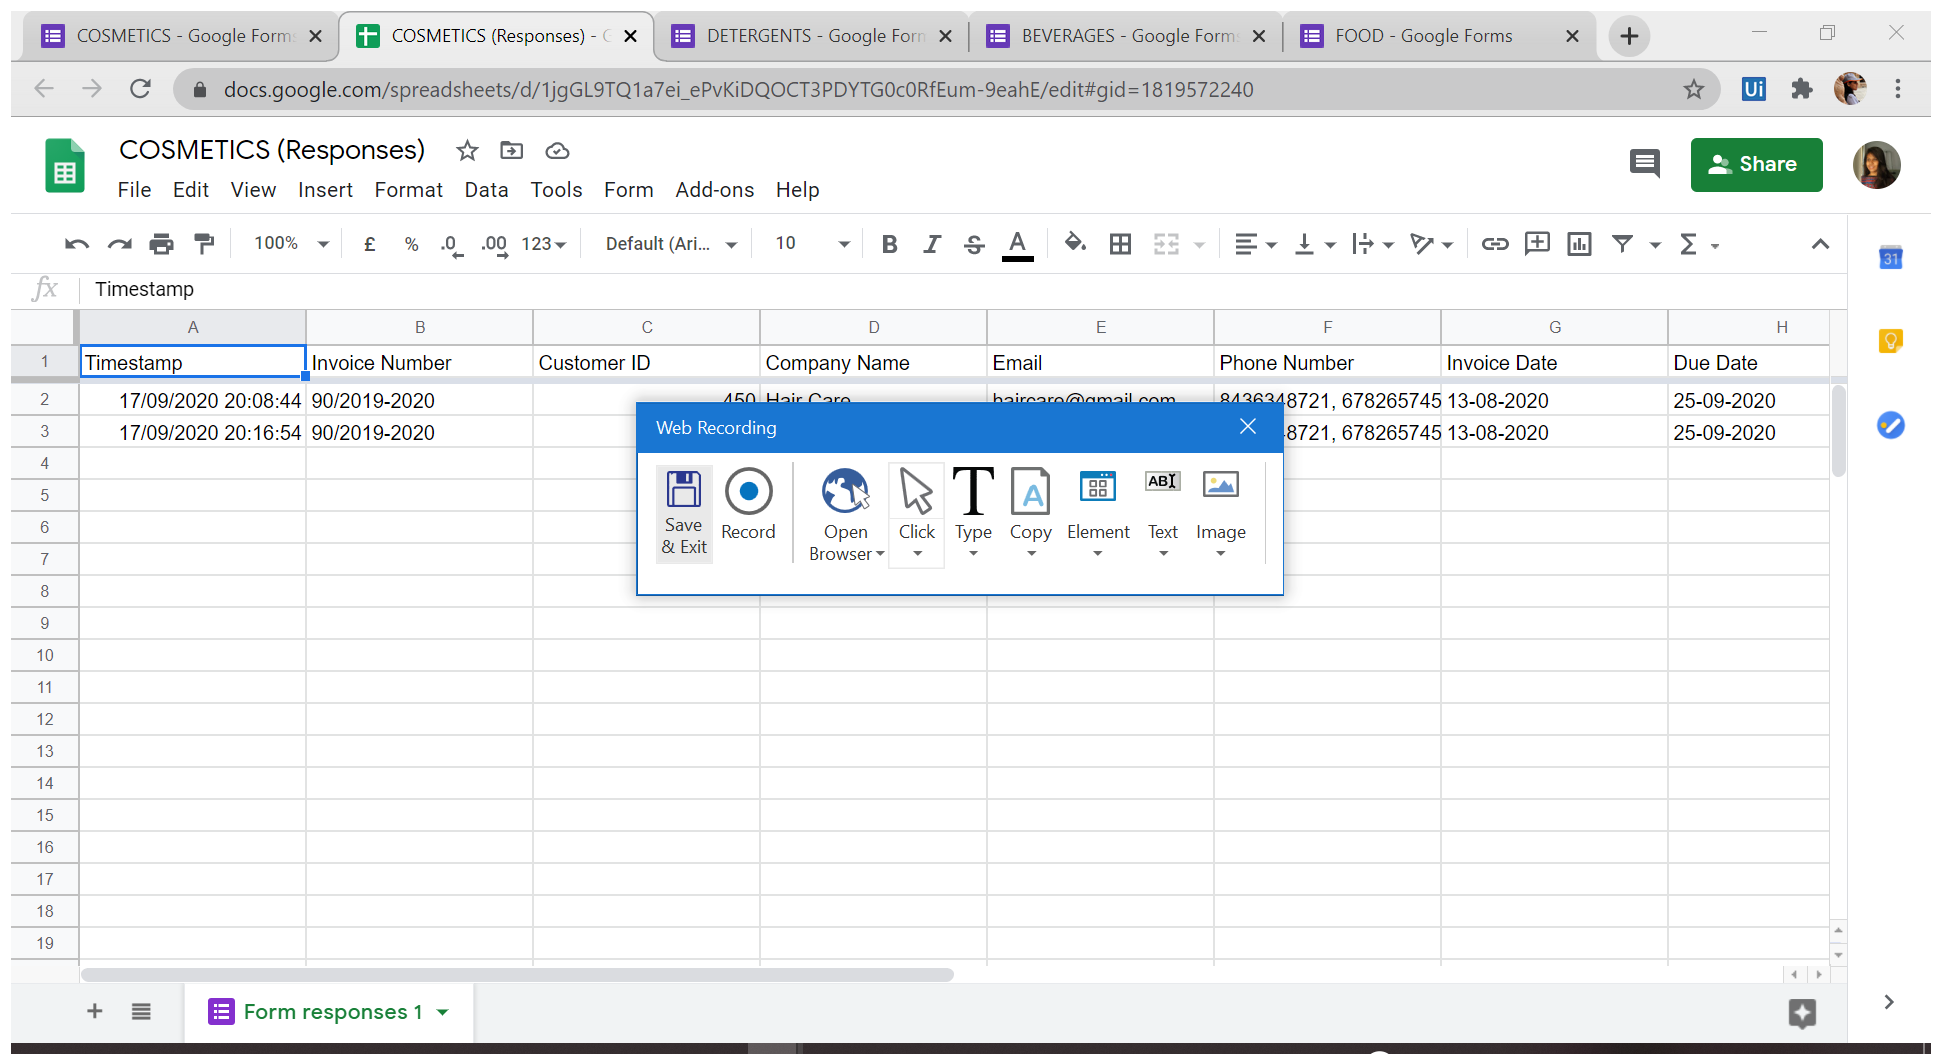 COSMETICS - Google Forms COSMETICS (Responses) - G DETERGENTS - Google Form BEVERAGES - Google Forms FOOD - Google Forms
docs.google.com/spreadsheets/d/1jgGL9TQ1a7ei_ePvKiDQOCT3PDYTG0c0RfEum-9eahE/edit#gid=1819572240 Ui
COSMETICS (Responses)
Share
File Edit View Insert Format Data Tools Form Add-ons Help
100% £ % .0 .00 123 Default (Ari... 10 B I S A Σ
31
fx Timestamp
A B C D E F G H
1 Timestamp Invoice Number Customer ID Company Name Email Phone Number Invoice Date Due Date
2 17/09/2020 20:08:44 90/2019-2020 450 Hair Care haircare@gmail.com 8436348721, 678265745 13-08-2020 25-09-2020
3 17/09/2020 20:16:54 90/2019-2020 8721, 678265745 13-08-2020 25-09-2020
Web Recording
Save & Exit Record Open Browser Click Type Copy Element Text Image
T A ABI
4
5
6
7
8
9
10
11
12
13
14
15
16
17
18
19
Form responses 1